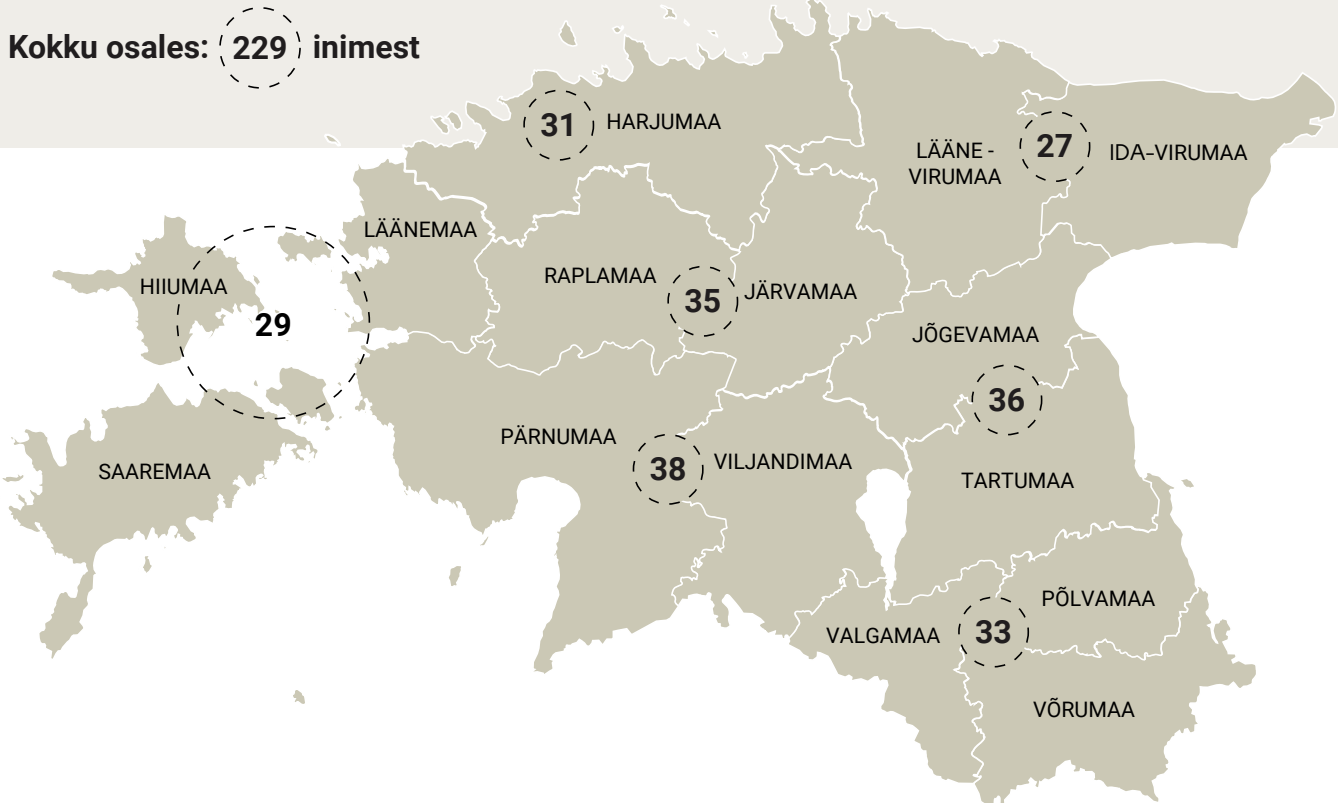 Kokku osales: 229 inimest
31 HARJUMAA
LÄÄNE-
VIRUMAA
27 IDA-VIRUMAA
LÄÄNEMAA
HIIUMAA
29
RAPLAMAA
35 JÄRVAMAA
JÕGEVAMAA
36
PÄRNUMAA
38 VILJANDIMAA
SAAREMAA
TARTUMAA
PÕLVAMAA
VALGAMAA 33
VÕRUMAA